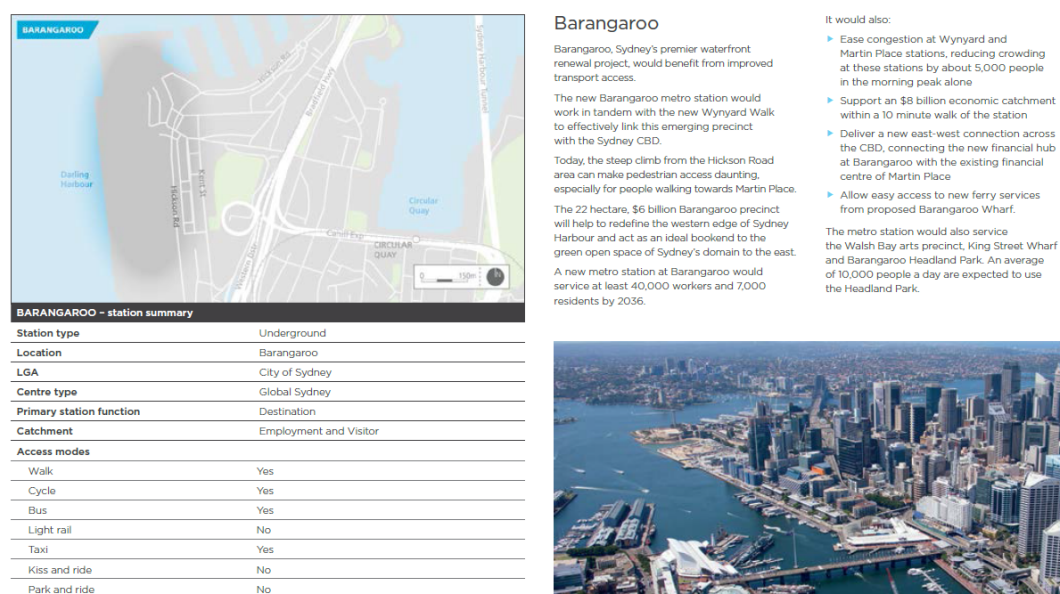 BARANGAROO
Hickson Rd
Bradfield Hwy
Sydney Harbour Tunnel
Darling
Harbour
Kent St
Hickson Rd
Circular
Quay
Cahill Exp
CIRCULAR
QUAY
Western Dist
0 150m
N
BARANGAROO – station summary
Station type Underground
Location Barangaroo
LGA City of Sydney
Centre type Global Sydney
Primary station function Destination
Catchment Employment and Visitor
Access modes
Walk Yes
Cycle Yes
Bus Yes
Light rail No
Taxi Yes
Kiss and ride No
Park and ride No
Barangaroo
Barangaroo, Sydney's premier waterfront
renewal project, would benefit from improved
transport access.
The new Barangaroo metro station would
work in tandem with the new Wynyard Walk
to effectively link this emerging precinct
with the Sydney CBD.
Today, the steep climb from the Hickson Road
area can make pedestrian access daunting,
especially for people walking towards Martin Place.
The 22 hectare, $6 billion Barangaroo precinct
will help to redefine the western edge of Sydney
Harbour and act as an ideal bookend to the
green open space of Sydney's domain to the east.
A new metro station at Barangaroo would
service at least 40,000 workers and 7,000
residents by 2036.
It would also:
Ease congestion at Wynyard and
Martin Place stations, reducing crowding
at these stations by about 5,000 people
in the morning peak alone
Support an $8 billion economic catchment
within a 10 minute walk of the station
Deliver a new east-west connection across
the CBD, connecting the new financial hub
at Barangaroo with the existing financial
centre of Martin Place
Allow easy access to new ferry services
from proposed Barangaroo Wharf.
The metro station would also service
the Walsh Bay arts precinct, King Street Wharf
and Barangaroo Headland Park. An average
of 10,000 people a day are expected to use
the Headland Park.